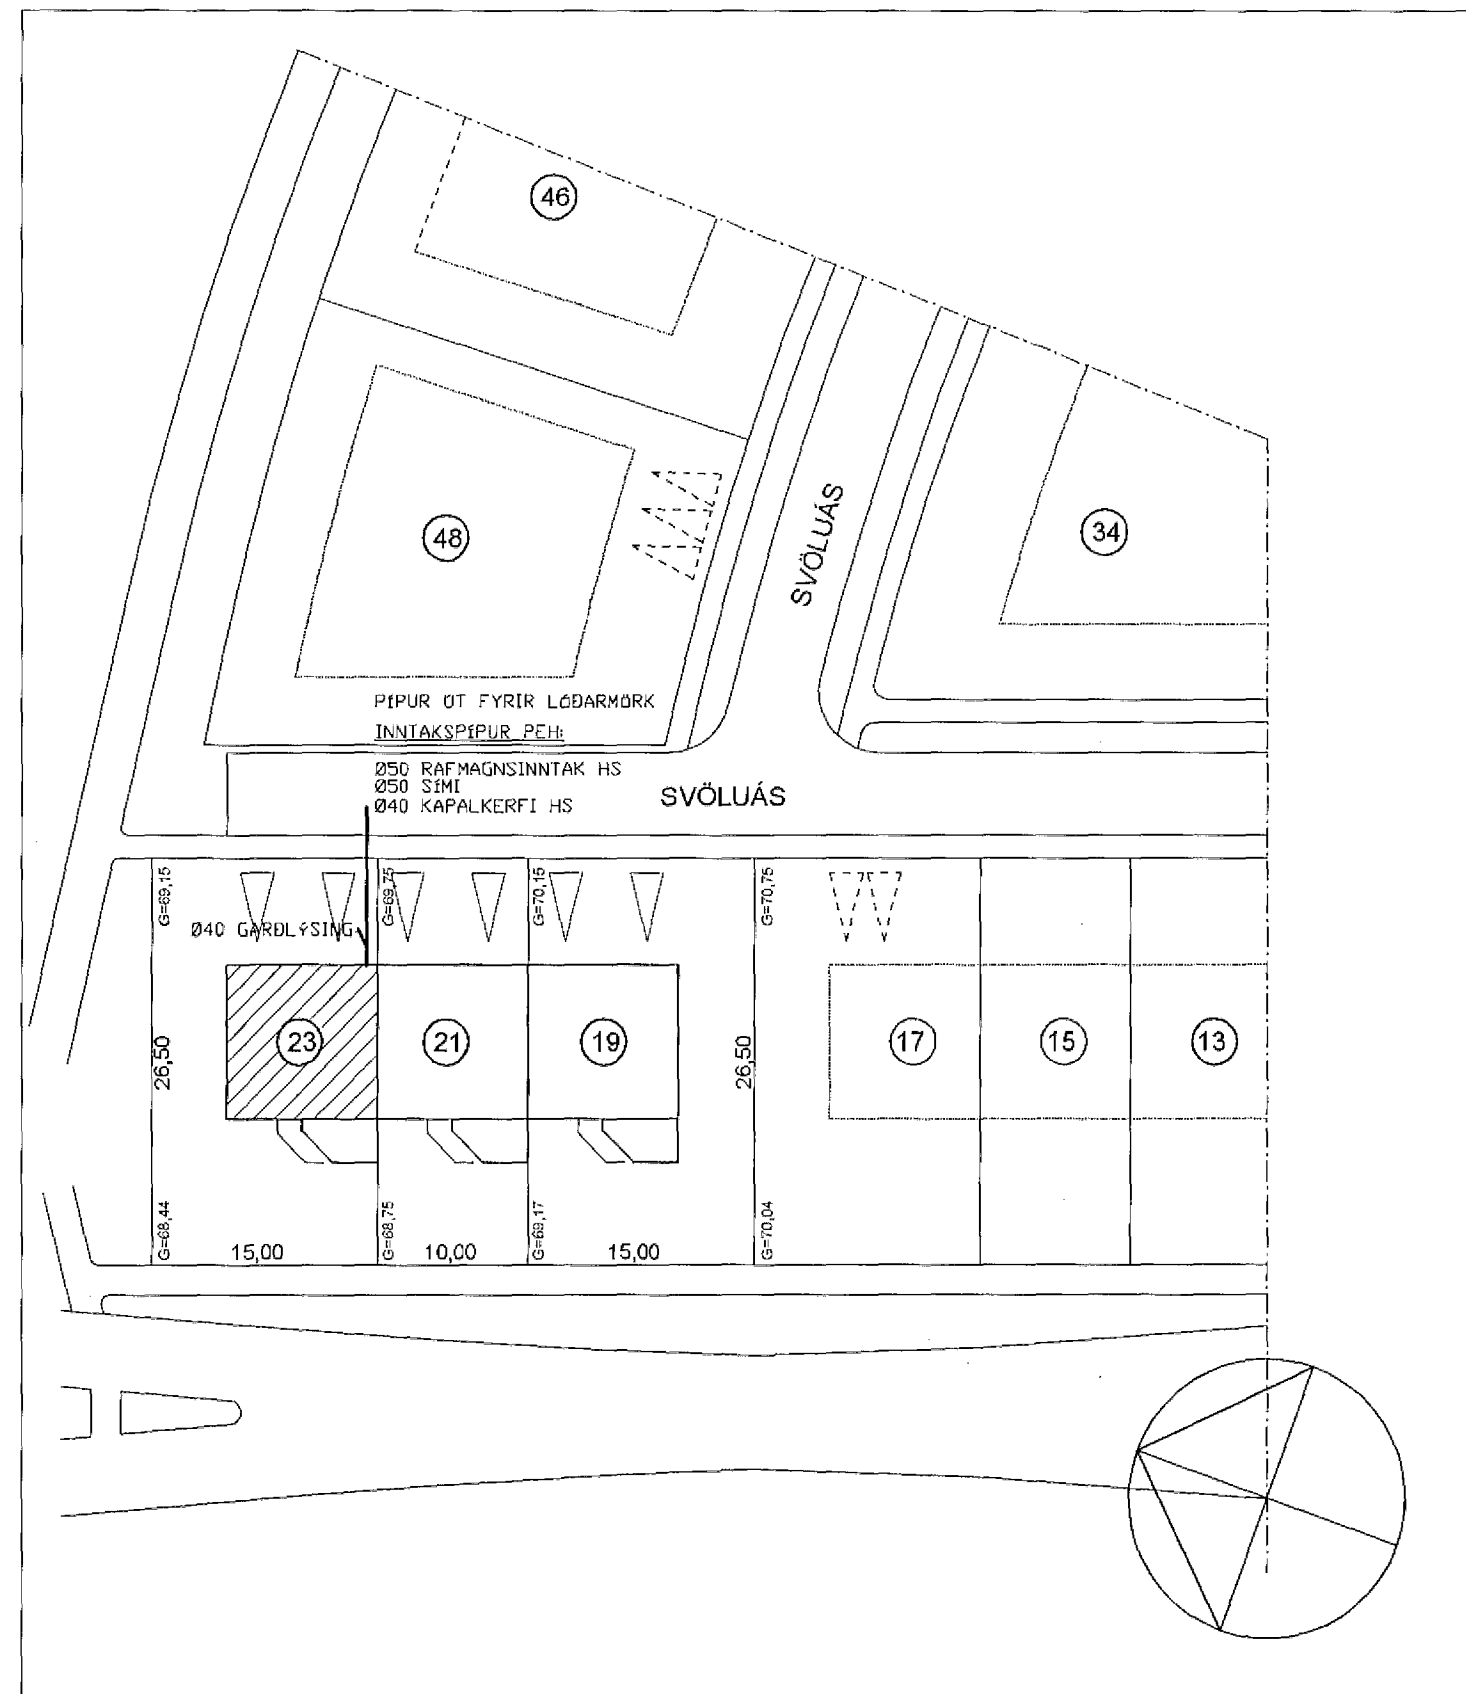 46
48
34
SVÖLUÁS
PÍPUR ÚT FYRIR LÓÐARMÖRK
INNTAKSPÍPUR PEH:
Ø50 RAFMAGNSINNTAK HS
Ø50 SÍMI
Ø40 KAPALKERFI HS
SVÖLUÁS
G=69,15
G=69,75
G=70,15
G=70,75
Ø40 GARÐLÝSING
23
21
19
17
15
13
26,50
26,50
G=68,44
G=68,75
G=69,17
G=70,04
15,00
10,00
15,00